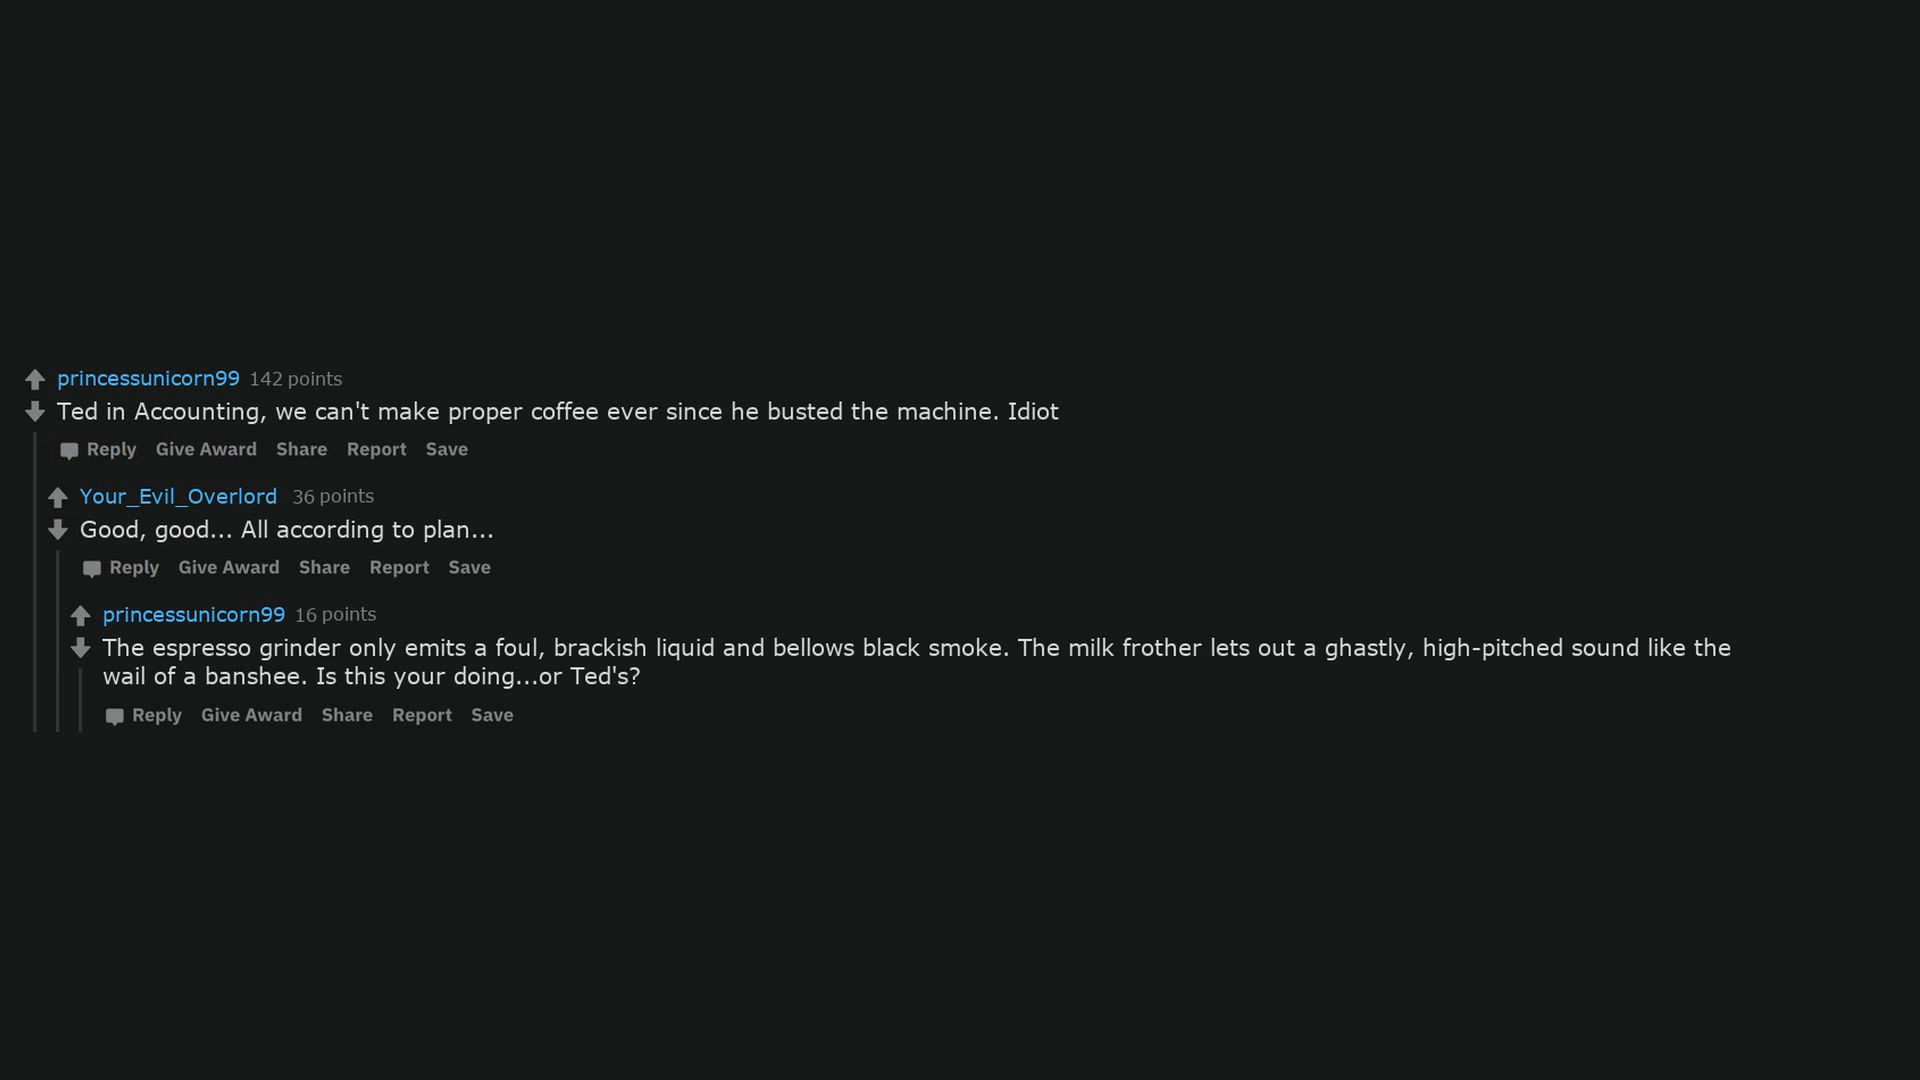 princessunicorn99 142 points
Ted in Accounting, we can't make proper coffee ever since he busted the machine. Idiot
Reply Give Award Share Report Save
Your_Evil_Overlord 36 points
Good, good... All according to plan...
Reply Give Award Share Report Save
princessunicorn99 16 points
The espresso grinder only emits a foul, brackish liquid and bellows black smoke. The milk frother lets out a ghastly, high-pitched sound like the
wail of a banshee. Is this your doing...or Ted's?
Reply Give Award Share Report Save